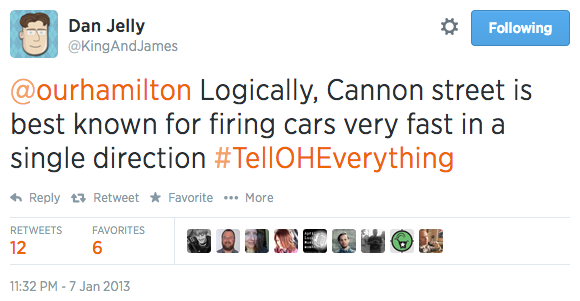 Dan Jelly
@KingAndJames
Following
@ourhamilton Logically, Cannon street is
best known for firing cars very fast in a
single direction #TellOHEverything
Reply Retweet Favorite More
RETWEETS FAVORITES
12 6
11:32 PM - 7 Jan 2013